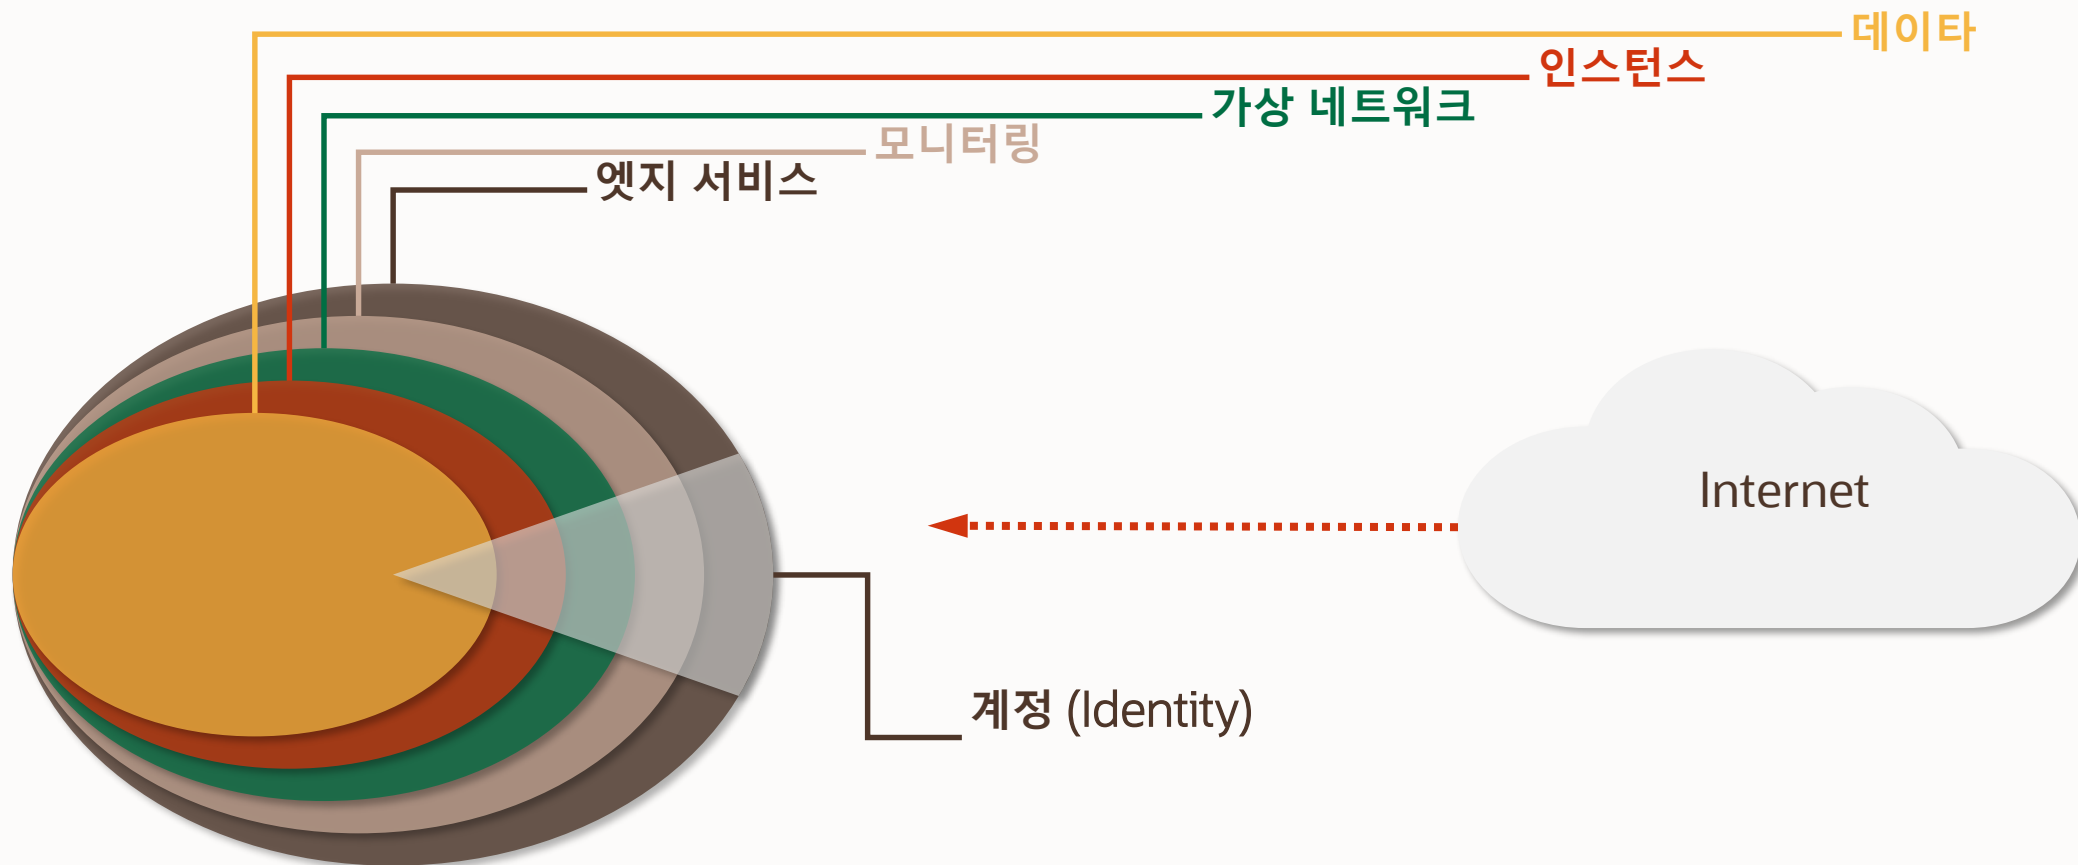 데이타
인스턴스
가상 네트워크
모니터링
엣지 서비스
Internet
계정 (Identity)